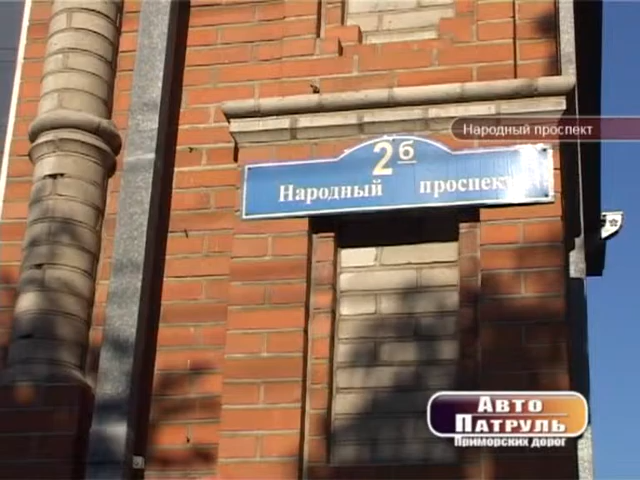 Народный проспект
2б
Народный проспект
Авто
Патруль
Приморских дорог